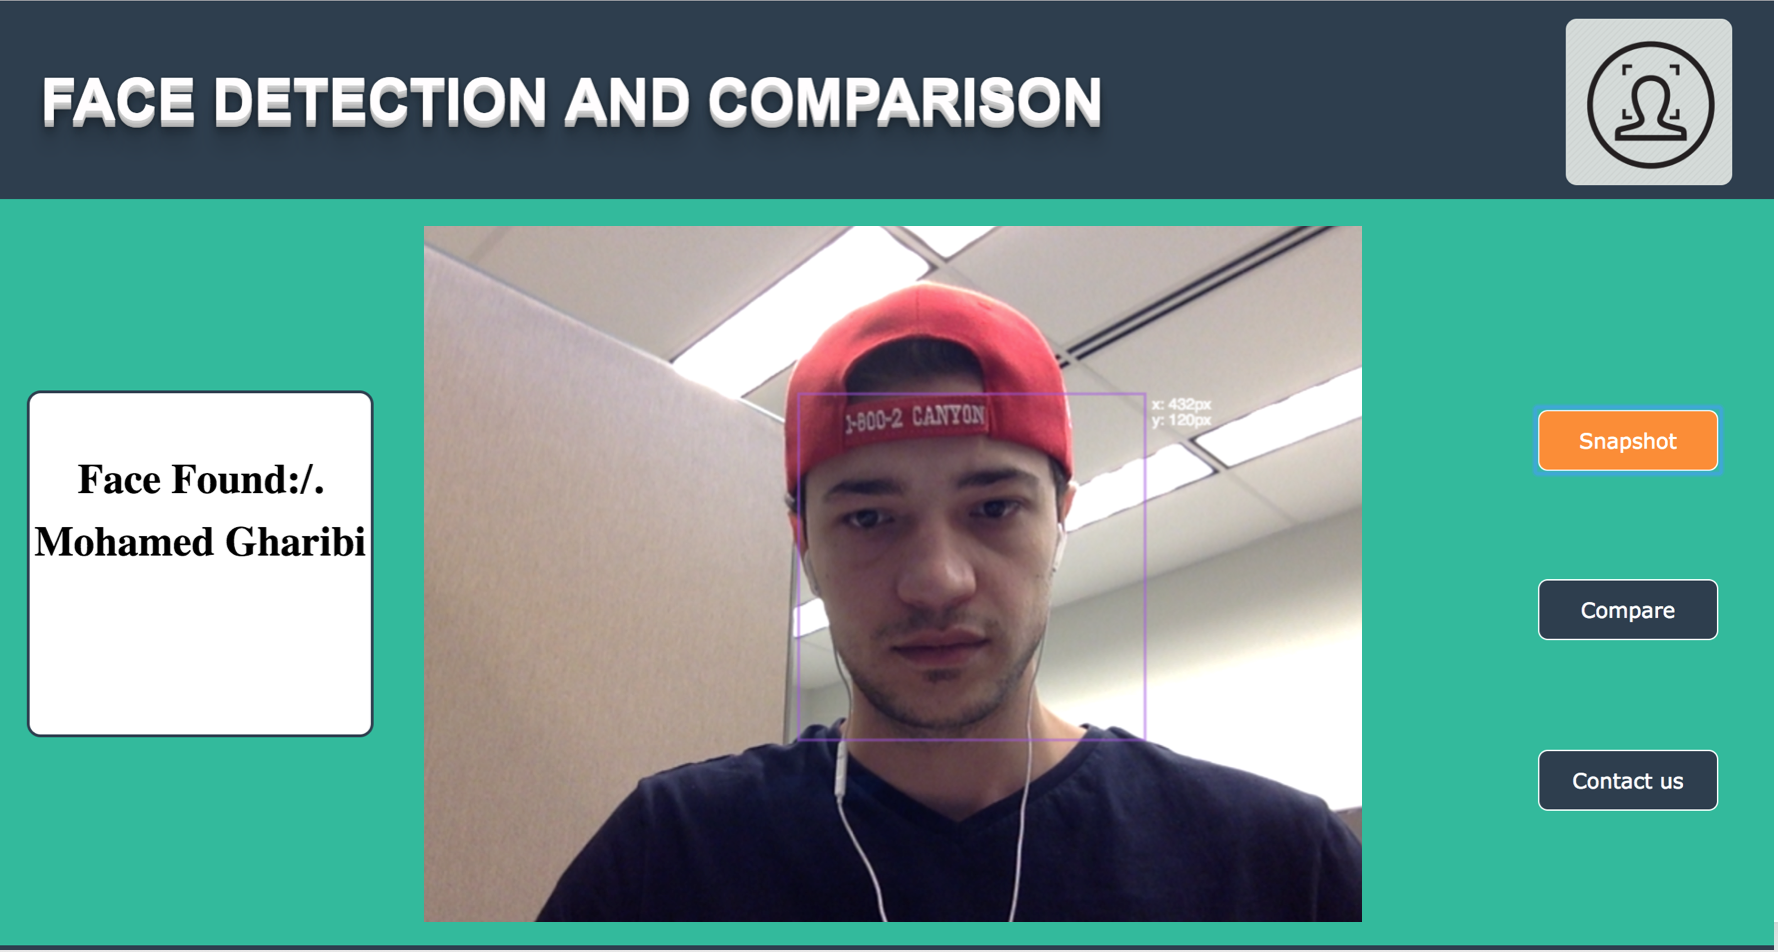 FACE DETECTION AND COMPARISON
Face Found:/.
Mohamed Gharibi
1-800-2 CANYON
x: 432px
y: 120px
Snapshot
Compare
Contact us